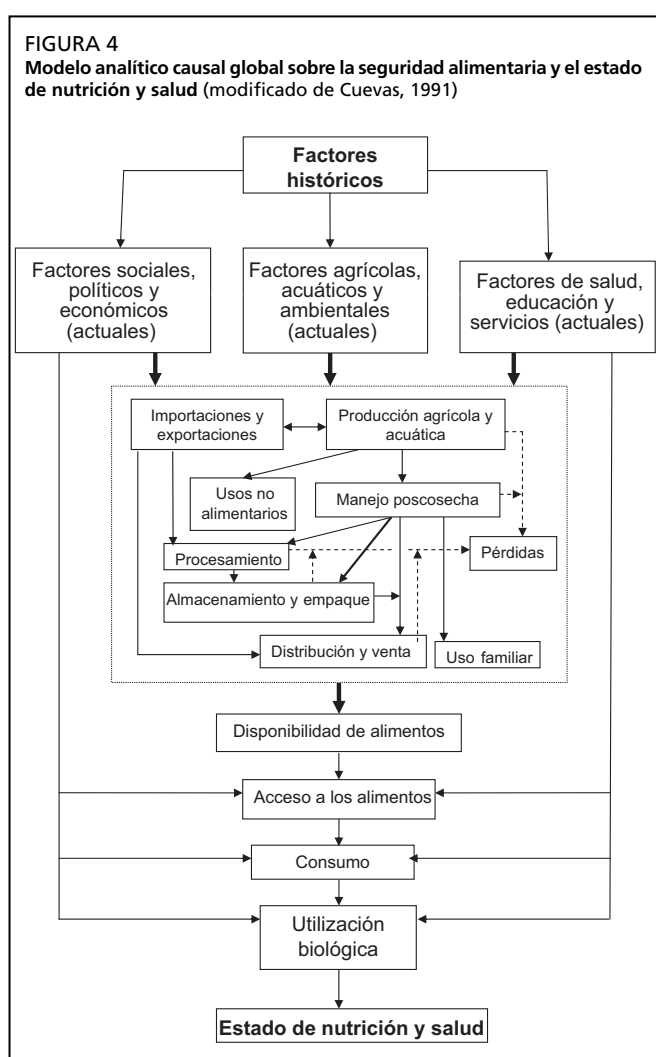 FIGURA 4
Modelo analítico causal global sobre la seguridad alimentaria y el estado
de nutrición y salud (modificado de Cuevas, 1991)
Factores
históricos
Factores sociales,
políticos y
económicos
(actuales)
Factores agrícolas,
acuáticos y
ambientales
(actuales)
Factores de salud,
educación y
servicios (actuales)
Importaciones y
exportaciones
Producción agrícola y
acuática
Usos no
alimentarios
Manejo poscosecha
Procesamiento
Pérdidas
Almacenamiento y empaque
Distribución y venta
Uso familiar
Disponibilidad de alimentos
Acceso a los alimentos
Consumo
Utilización
biológica
Estado de nutrición y salud